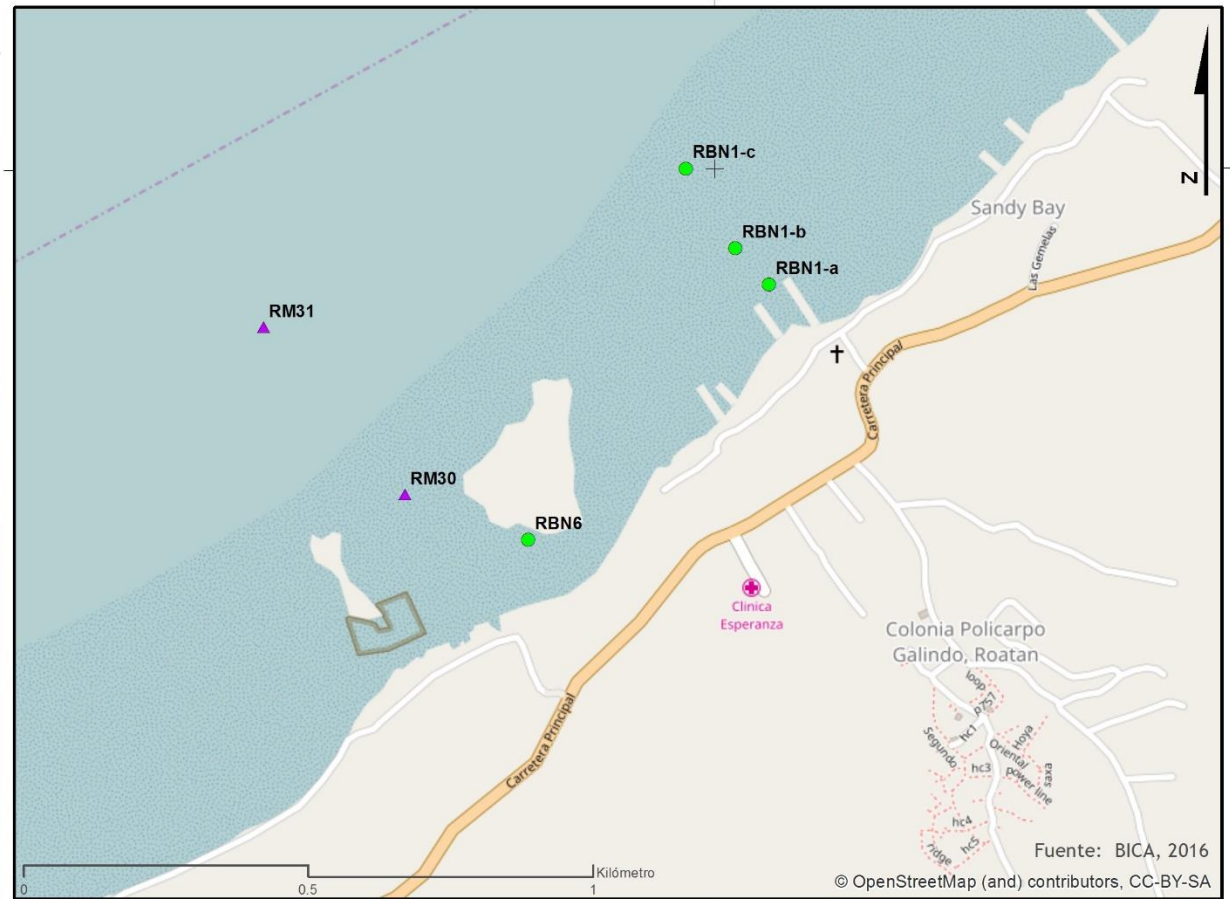 RBN1-c
Sandy Bay
N
RBN1-b
Las Gemelas
RBN1-a
RM31
Carretera Principal
RM30
RBN6
Clinica
Esperanza
Colonia Policarpo
Galindo, Roatan
loop
p757
hc1
Segundo
Hoya
Oriental
hc3
power line
saxa
Carretera Principal
hc4
hc5
ridge
Fuente: BICA, 2016
Kilómetro
0
0.5
1
© OpenStreetMap (and) contributors, CC-BY-SA